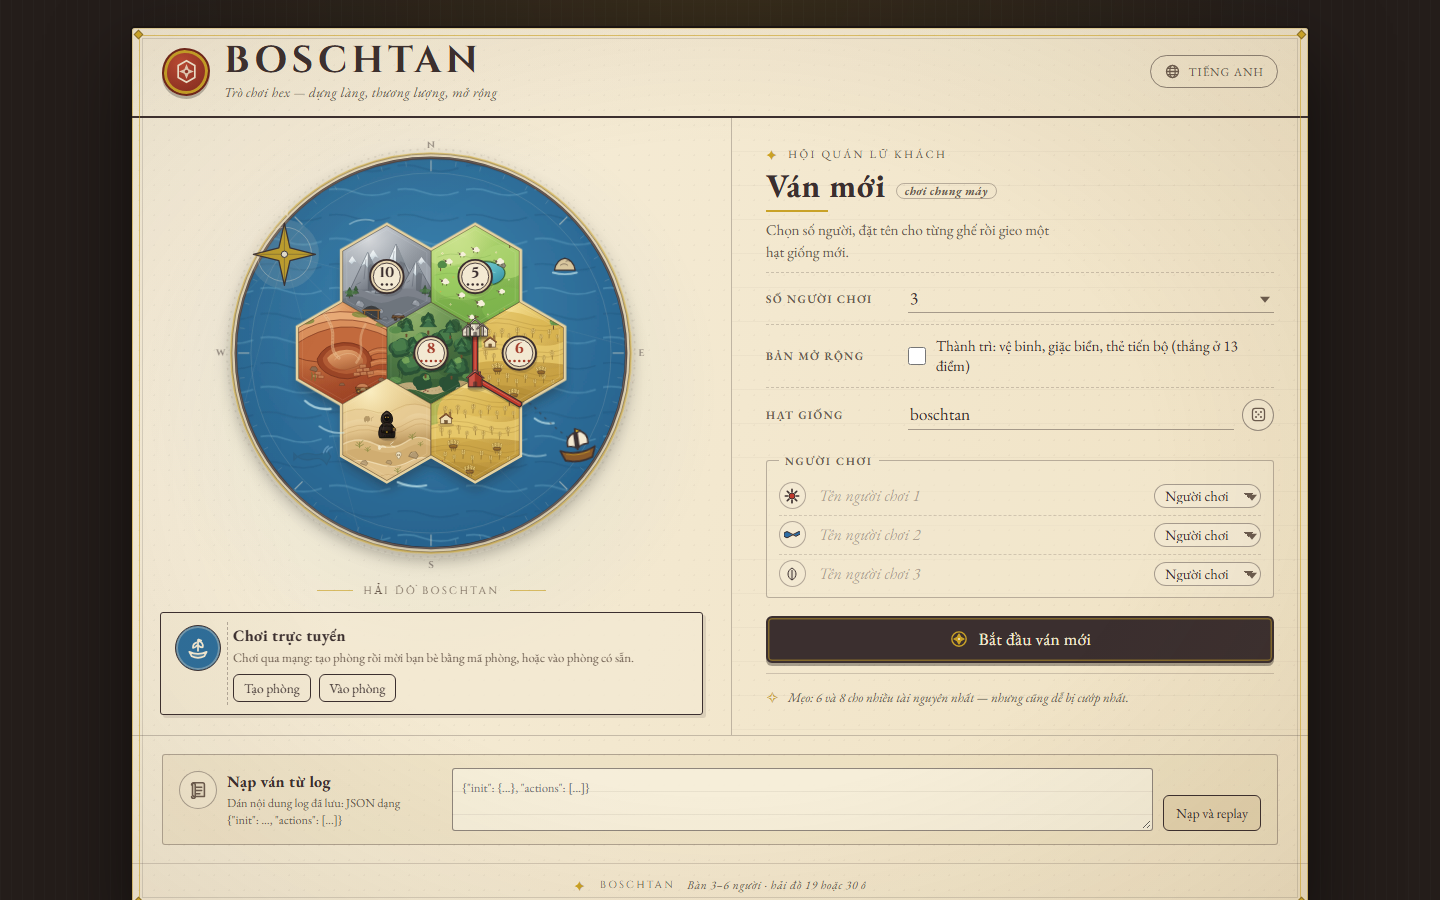 BOSCHTAN
Trò chơi hex — dựng làng, thương lượng, mở rộng
TIẾNG ANH
N
W
E
S
10
5
8
6
HẢI ĐỒ BOSCHTAN
Chơi trực tuyến
Chơi qua mạng: tạo phòng rồi mời bạn bè bằng mã phòng, hoặc vào phòng có sẵn.
Tạo phòng
Vào phòng
HỘI QUÁN LỮ KHÁCH
Ván mới
chơi chung máy
Chọn số người, đặt tên cho từng ghế rồi gieo một
hạt giống mới.
SỐ NGƯỜI CHƠI
3
BẢN MỞ RỘNG
Thành trì: vệ binh, giặc biển, thẻ tiến bộ (thắng ở 13
điểm)
HẠT GIỐNG
boschtan
NGƯỜI CHƠI
Tên người chơi 1
Người chơi
Tên người chơi 2
Người chơi
Tên người chơi 3
Người chơi
Bắt đầu ván mới
Mẹo: 6 và 8 cho nhiều tài nguyên nhất — nhưng cũng dễ bị cướp nhất.
Nạp ván từ log
Dán nội dung log đã lưu: JSON dạng
{"init": ..., "actions": [...]}
{"init": {...}, "actions": [...]}
Nạp và replay
BOSCHTAN
Bàn 3–6 người · hải đồ 19 hoặc 30 ô